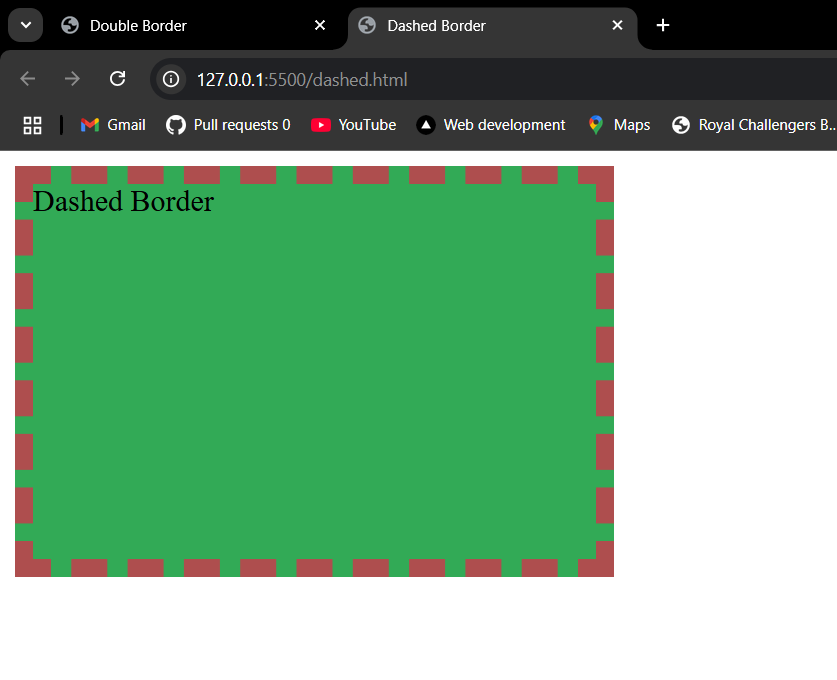 Double Border
Dashed Border
127.0.0.1:5500/dashed.html
Gmail
Pull requests 0
YouTube
Web development
Maps
Royal Challengers B...
Dashed Border